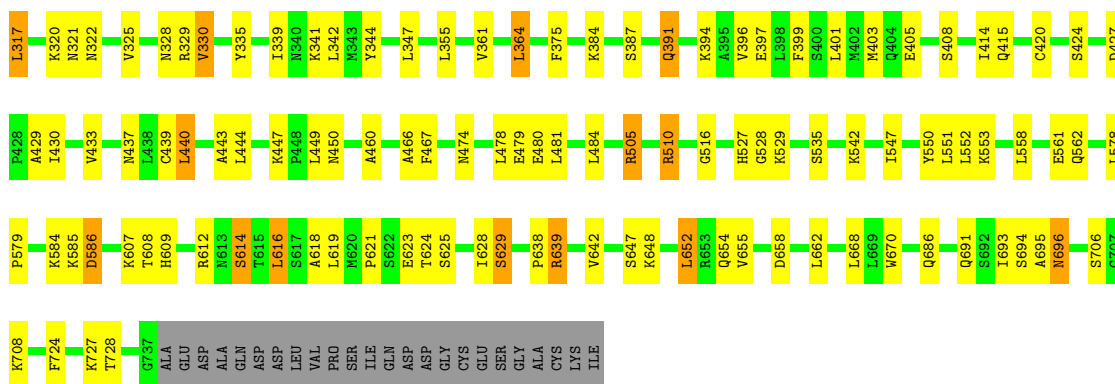 L317 K320 N321 N322 V325 N328 R329 V330 Y335 I339 N340 K341 L342 M343 Y344 L347 L355 V361 L364 F375 K384 S387 Q391 K394 A395 V396 E397 L398 F399 S400 L401 M402 M403 Q404 E405 S408 I414 Q415 C420 S424
P428 A429 I430 V433 N437 L438 C439 L440 A443 L444 K447 P448 L449 N450 A460 A466 F467 N474 L478 E479 E480 L481 L484 R505 R510 G516 H527 G528 K529 S535 K542 I547 Y550 L551 L552 K553 L558 E561 Q562
P579 K584 K585 D586 K607 T608 H609 R612 N613 S614 T615 L616 S617 A618 L619 M620 P621 S622 E623 T624 S625 I628 S629 P638 R639 V642 S647 K648 L652 R653 Q654 V655 D658 L662 L668 L669 W670 Q686 Q691 S692 I693 S694 A695 N696 S706
K708 F724 K727 T728 G737 ALA GLU ASP ALA GLN ASP ASP LEU VAL PRO SER ILE GLN ASP ASP GLY CYS GLU SER GLY ALA CYS LYS ILE